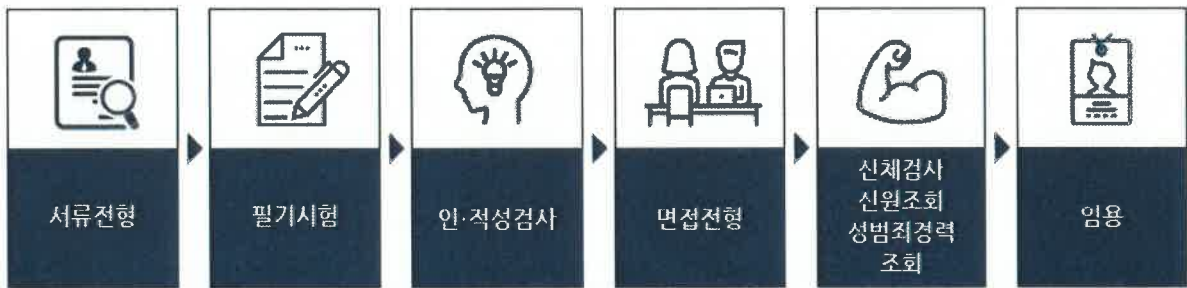 서류전형
필기시험
인·적성검사
면접전형
신체검사
신원조회
성범죄경력
조회
임용